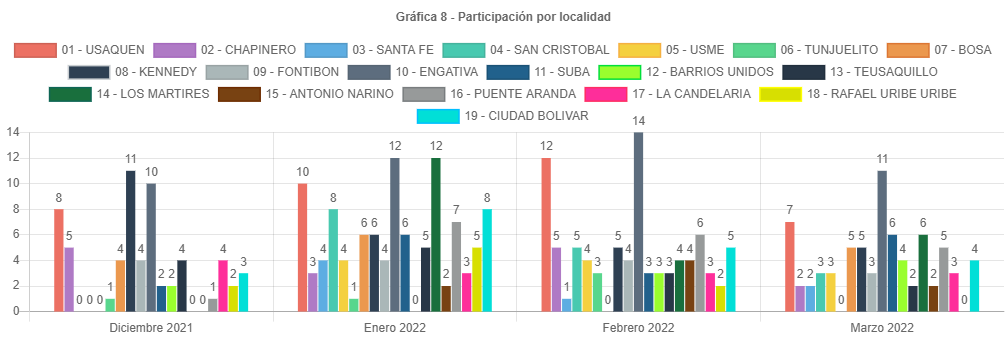 Gráfica 8 - Participación por localidad
01 - USAQUEN 02 - CHAPINERO 03 - SANTA FE 04 - SAN CRISTOBAL 05 - USME 06 - TUNJUELITO 07 - BOSA
08 - KENNEDY 09 - FONTIBON 10 - ENGATIVA 11 - SUBA 12 - BARRIOS UNIDOS 13 - TEUSAQUILLO
14 - LOS MARTIRES 15 - ANTONIO NARINO 16 - PUENTE ARANDA 17 - LA CANDELARIA 18 - RAFAEL URIBE URIBE
19 - CIUDAD BOLIVAR
14
12
10
8
6
4
2
0
8 5 0 0 0 1 4 11 4 10 2 2 4 0 0 1 4 2 3
10 3 4 8 4 1 6 6 4 12 6 0 5 12 2 7 3 5 8
12 5 1 5 4 3 0 5 4 14 3 3 3 4 4 6 3 2 5
7 2 2 3 3 0 5 5 3 11 6 4 2 6 2 5 3 0 4
Diciembre 2021 Enero 2022 Febrero 2022 Marzo 2022